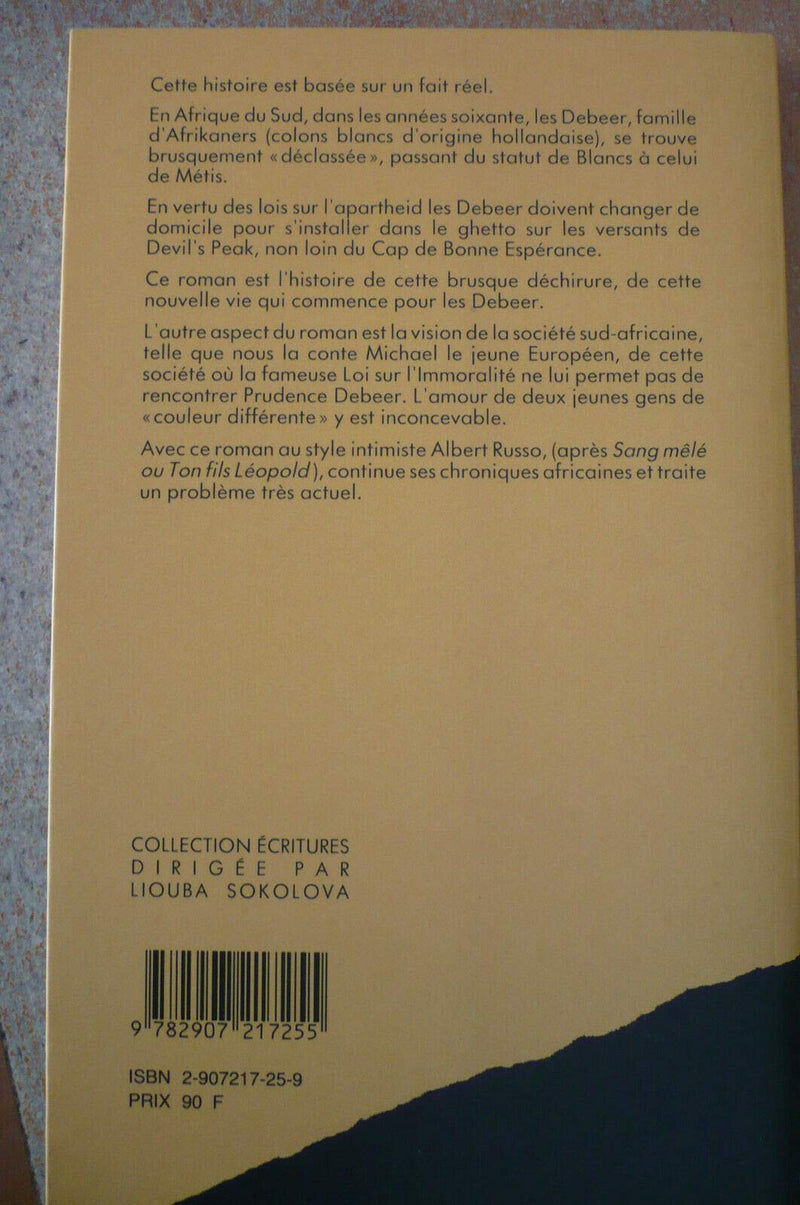 Cette histoire est basée sur un fait réel.
En Afrique du Sud, dans les années soixante, les Debeer, famille
d'Afrikaners (colons blancs d'origine hollandaise), se trouve
brusquement «déclassée», passant du statut de Blancs à celui
de Métis.
En vertu des lois sur l'apartheid les Debeer doivent changer de
domicile pour s'installer dans le ghetto sur les versants de
Devil's Peak, non loin du Cap de Bonne Espérance.
Ce roman est l'histoire de cette brusque déchirure, de cette
nouvelle vie qui commence pour les Debeer.
L'autre aspect du roman est la vision de la société sud-africaine,
telle que nous la conte Michael le jeune Européen, de cette
société où la fameuse Loi sur l'Immoralité ne lui permet pas de
rencontrer Prudence Debeer. L'amour de deux jeunes gens de
«couleur différente» y est inconcevable.
Avec ce roman au style intimiste Albert Russo, (après Sang mêlé
ou Ton fils Léopold), continue ses chroniques africaines et traite
un problème très actuel.
COLLECTION ÉCRITURES
DIRIGÉE PAR
LIOUBA SOKOLOVA
9 782907 217255
ISBN 2-907217-25-9
PRIX 90 F